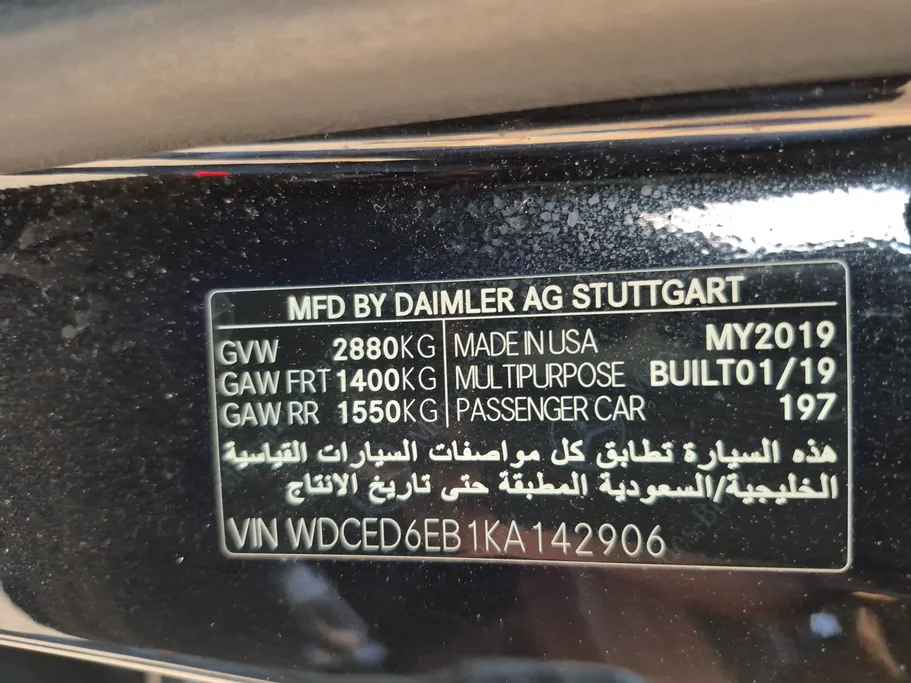 MFD BY DAIMLER AG STUTTGART
GVW 2880KG MADE IN USA MY2019
GAW FRT 1400KG MULTIPURPOSE BUILT01/19
GAW RR 1550KG PASSENGER CAR 197
هذه السيارة تطابق كل مواصفات السيارات القياسية
الخليجية/السعودية المطبقة حتى تاريخ الانتاج
VIN WDCED6EB1KA142906